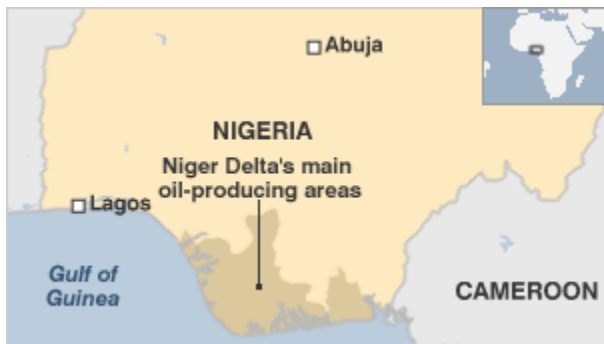 Abuja
NIGERIA
Niger Delta's main
oil-producing areas
Lagos
Gulf of
Guinea
CAMEROON